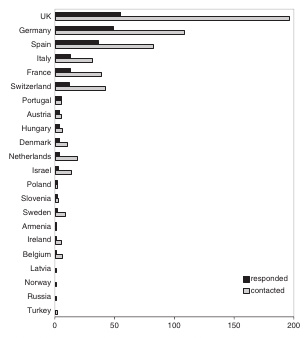 UK
Germany
Spain
Italy
France
Switzerland
Portugal
Austria
Hungary
Denmark
Netherlands
Israel
Poland
Slovenia
Sweden
Armenia
Ireland
Belgium
Latvia
Norway
Russia
Turkey
responded
contacted
0 50 100 150 200